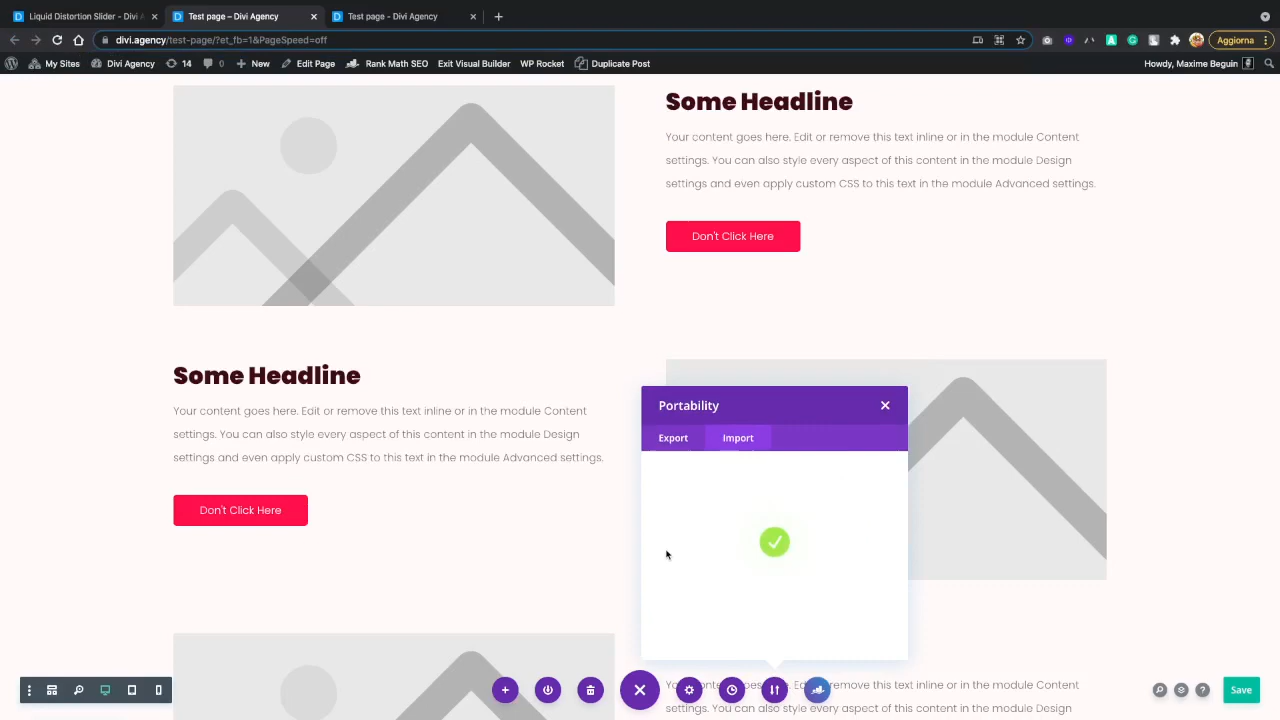 Liquid Distortion Slider - Divi A
Test page – Divi Agency
Test page - Divi Agency
divi.agency/test-page/?et_fb=1&PageSpeed=off
Aggiorna
My Sites
Divi Agency
14
0
New
Edit Page
Rank Math SEO
Exit Visual Builder
WP Rocket
Duplicate Post
Howdy, Maxime Beguin
Some Headline
Your content goes here. Edit or remove this text inline or in the module Content
settings. You can also style every aspect of this content in the module Design
settings and even apply custom CSS to this text in the module Advanced settings.
Don't Click Here
Some Headline
Your content goes here. Edit or remove this text inline or in the module Content
settings. You can also style every aspect of this content in the module Design
settings and even apply custom CSS to this text in the module Advanced settings.
Don't Click Here
Portability
Export
Import
goes here. Edit or remove this text inline or in the module Content
settings. You can also style every aspect of this content in the module Design
Save